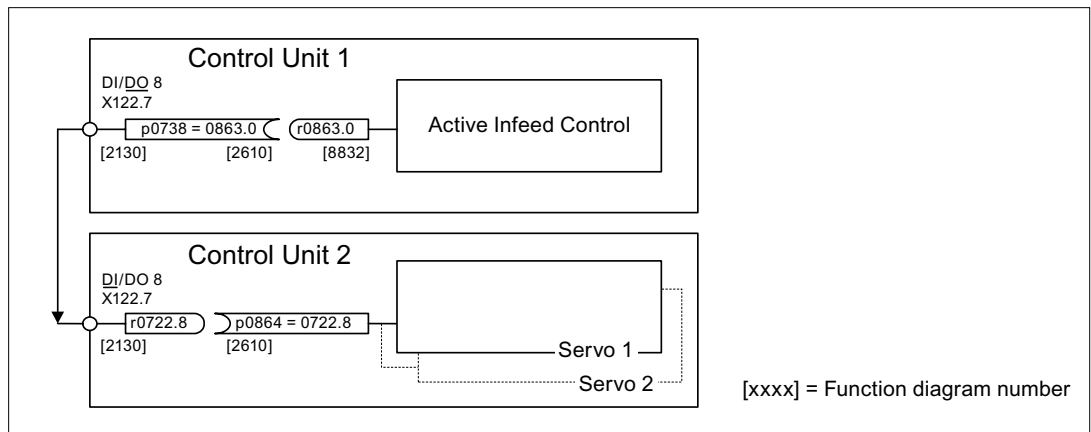 Control Unit 1
DI/DO 8
X122.7
p0738 = 0863.0
r0863.0
Active Infeed Control
[2130]
[2610]
[8832]
Control Unit 2
DI/DO 8
X122.7
r0722.8
p0864 = 0722.8
[2130]
[2610]
Servo 1
Servo 2
[xxxx] = Function diagram number